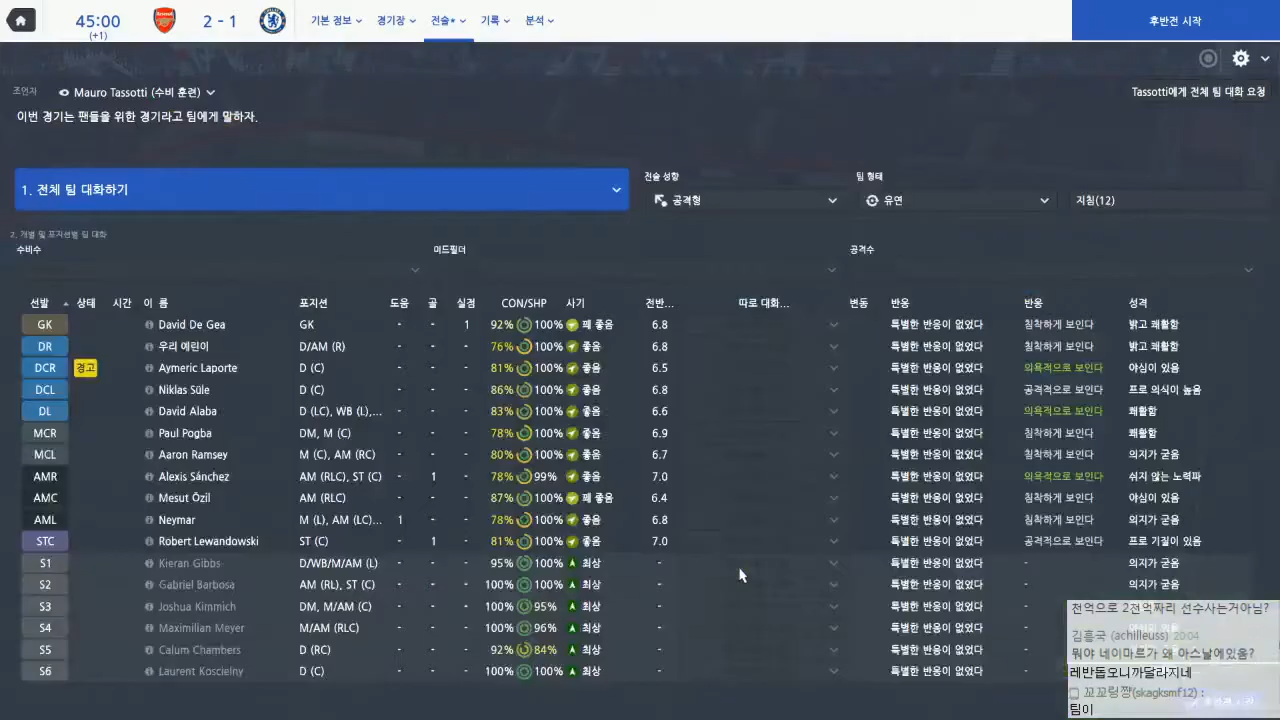 45:00 (+1) 2 - 1 기본 정보 경기장 전술* 기록 분석 후반전 시작
조언자 Mauro Tassotti (수비 훈련) Tassotti에게 전체 팀 대화 요청
이번 경기는 팬들을 위한 경기라고 팀에게 말하자.
전술 성향 팀 형태
1. 전체 팀 대화하기 공격형 유연 지침(12)
2. 개별 및 포지션별 팀 대화
수비수 미드필더 공격수
선발 상태 시간 이 름 포지션 도움 골 실점 CON/SHP 사기 전반... 따로 대화... 변동 반응 반응 성격
GK David De Gea GK - - 1 92% 100% 꽤 좋음 6.8 특별한 반응이 없었다 침착하게 보인다 밝고 쾌활함
DR 우리 예린이 D/AM (R) - - - 76% 100% 좋음 6.8 특별한 반응이 없었다 침착하게 보인다 밝고 쾌활함
DCR 경고 Aymeric Laporte D (C) - - - 81% 100% 좋음 6.5 특별한 반응이 없었다 의욕적으로 보인다 야심이 있음
DCL Niklas Süle D (C) - - - 86% 100% 좋음 6.8 특별한 반응이 없었다 공격적으로 보인다 프로 의식이 높음
DL David Alaba D (LC), WB (L),... - - - 83% 100% 좋음 6.6 특별한 반응이 없었다 의욕적으로 보인다 쾌활함
MCR Paul Pogba DM, M (C) - - - 78% 100% 좋음 6.9 특별한 반응이 없었다 침착하게 보인다 쾌활함
MCL Aaron Ramsey M (C), AM (RC) - - - 80% 100% 좋음 6.7 특별한 반응이 없었다 침착하게 보인다 의지가 굳음
AMR Alexis Sánchez AM (RLC), ST (C) - 1 - 78% 99% 좋음 7.0 특별한 반응이 없었다 의욕적으로 보인다 쉬지 않는 노력파
AMC Mesut Özil AM (RLC) - - - 87% 100% 꽤 좋음 6.4 특별한 반응이 없었다 침착하게 보인다 야심이 있음
AML Neymar M (L), AM (LC)... 1 - - 78% 100% 좋음 6.8 특별한 반응이 없었다 침착하게 보인다 의지가 굳음
STC Robert Lewandowski ST (C) - 1 - 81% 100% 좋음 7.0 특별한 반응이 없었다 공격적으로 보인다 프로 기질이 있음
S1 Kieran Gibbs D/WB/M/AM (L) 95% 100% 최상 - 특별한 반응이 없었다 - 의지가 굳음
S2 Gabriel Barbosa AM (RL), ST (C) 100% 100% 최상 - 특별한 반응이 없었다 - 의지가 굳음
S3 Joshua Kimmich DM, M/AM (C) 100% 95% 최상 - 특별한 반응이 없었다 -
S4 Maximilian Meyer M/AM (RLC) 100% 96% 최상 - 특별한 반응이 없었다 - 야심이 있음
S5 Calum Chambers D (RC) 92% 84% 최상 - 특별한 반응이 없었다 -
S6 Laurent Koscielny D (C) 100% 100% 최상 - 특별한 반응이 없었다 -
전억으로 2천억짜리 선수사는거아님?
김흥국 (achilleuss) 20:04
뭐야 네이마르가 왜 아스날에있음?
레반돕오니까달라지네
꼬꼬링쨩(skagksmf12) :
팀이